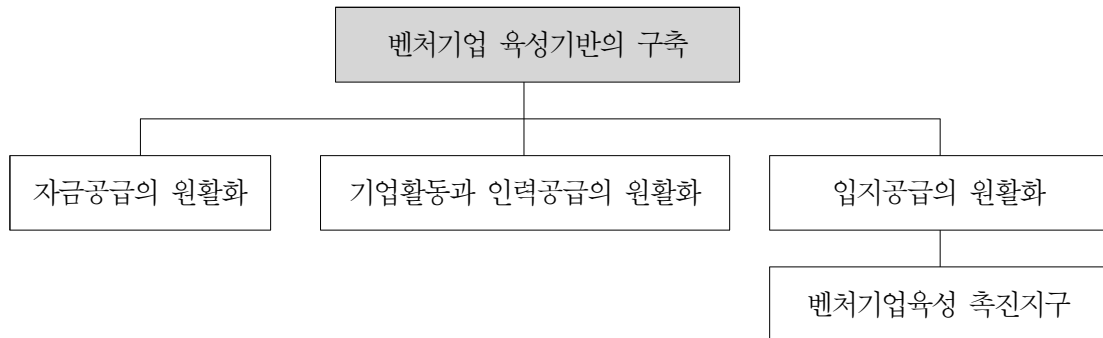 벤처기업 육성기반의 구축
자금공급의 원활화
기업활동과 인력공급의 원활화
입지공급의 원활화
벤처기업육성 촉진지구